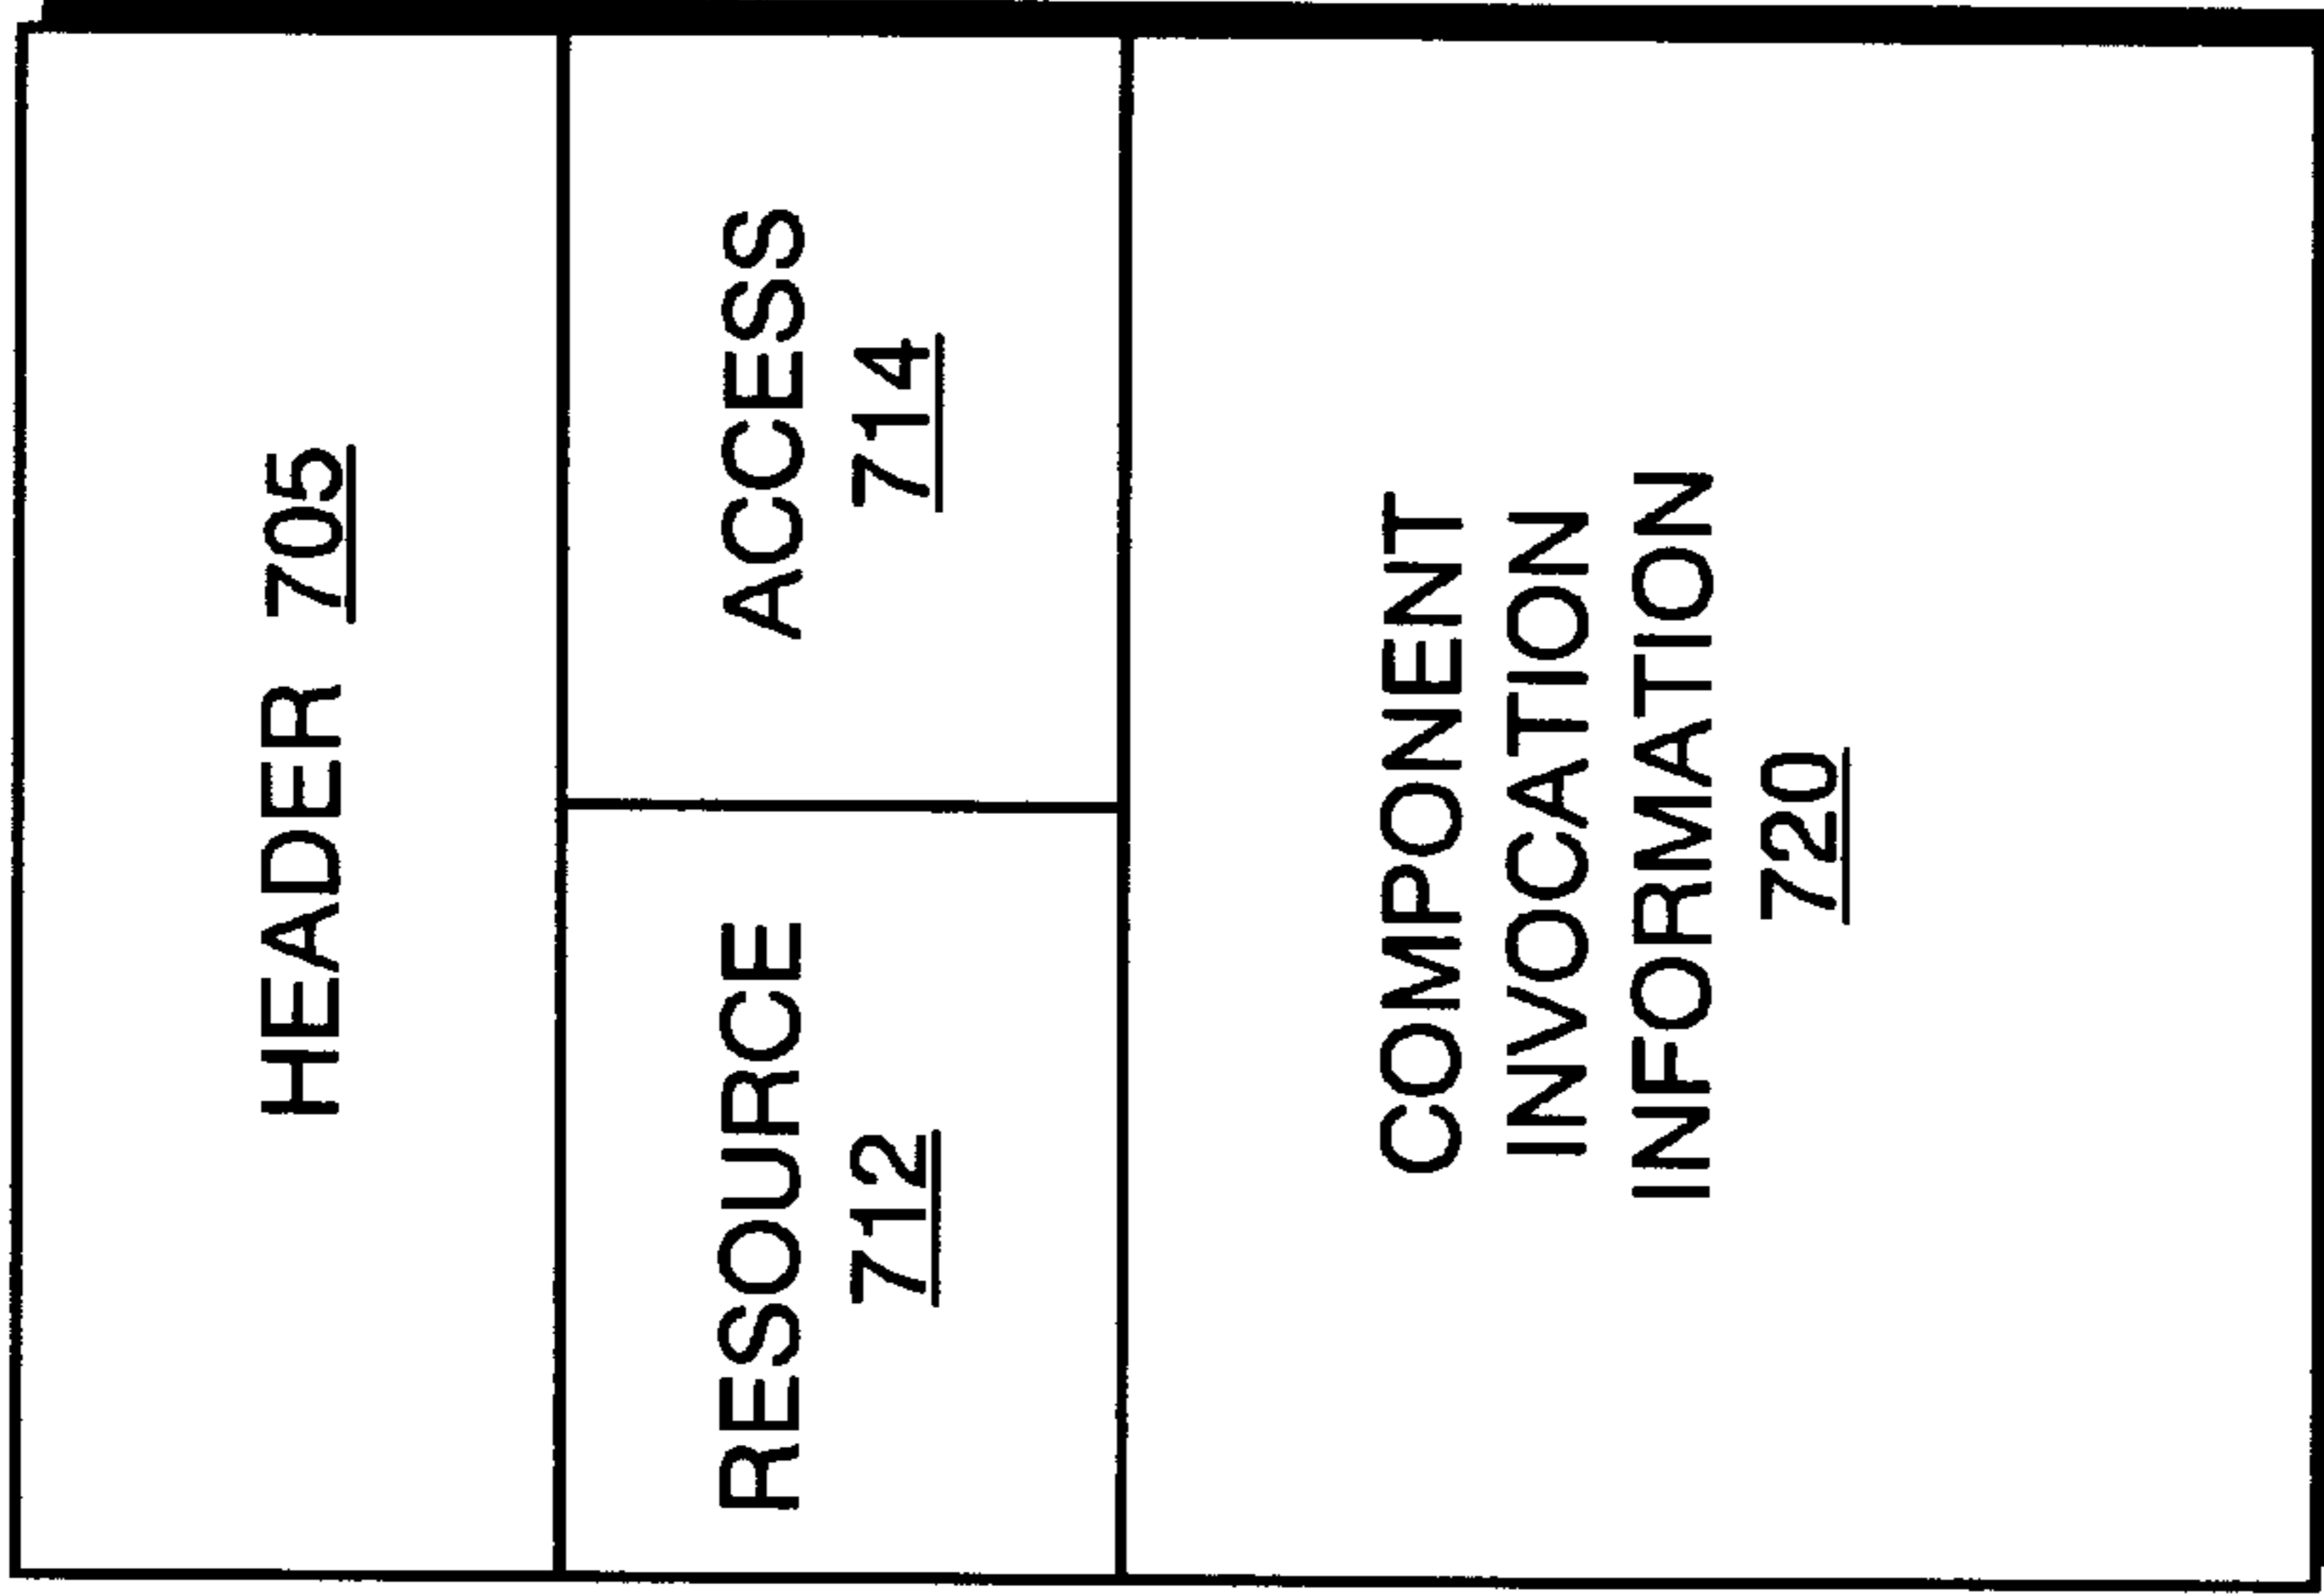 HEADER 705
RESOURCE
712
ACCESS
714
COMPONENT
INVOCATION
INFORMATION
720